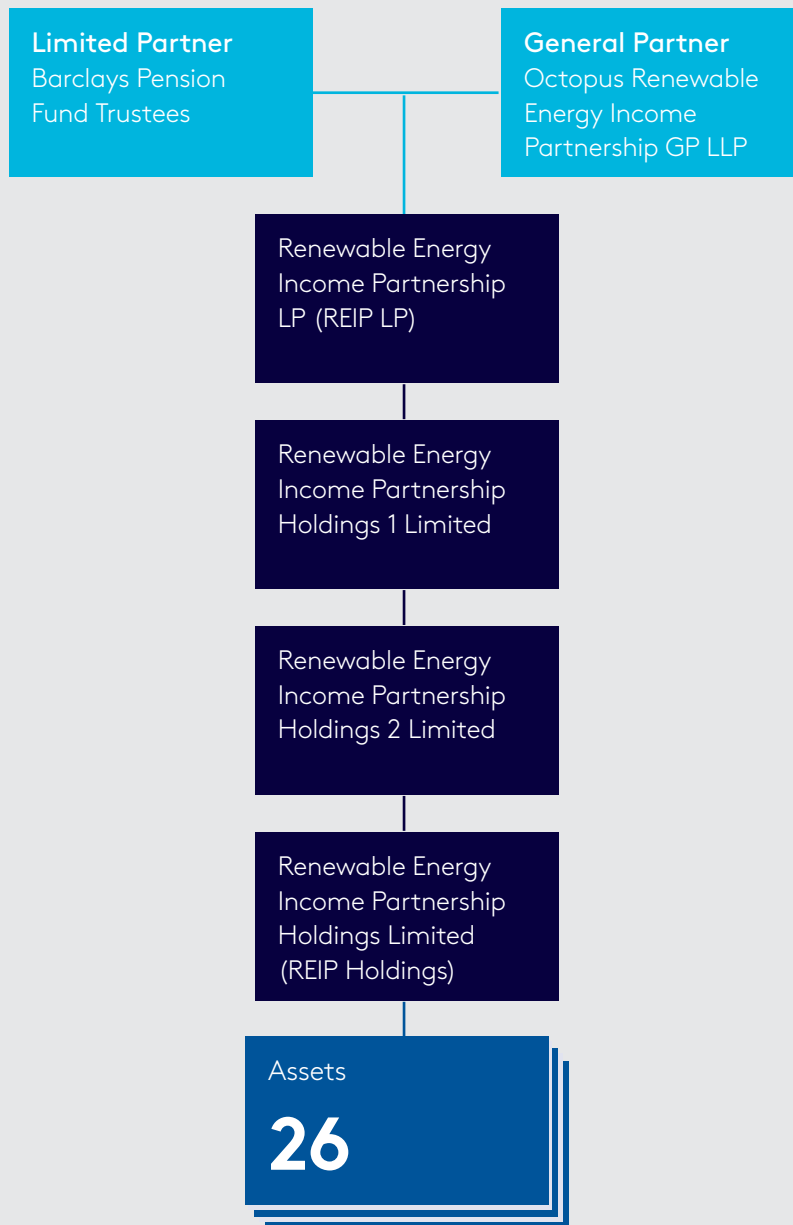 Limited Partner
Barclays Pension
Fund Trustees
General Partner
Octopus Renewable
Energy Income
Partnership GP LLP
Renewable Energy
Income Partnership
LP (REIP LP)
Renewable Energy
Income Partnership
Holdings 1 Limited
Renewable Energy
Income Partnership
Holdings 2 Limited
Renewable Energy
Income Partnership
Holdings Limited
(REIP Holdings)
Assets
26